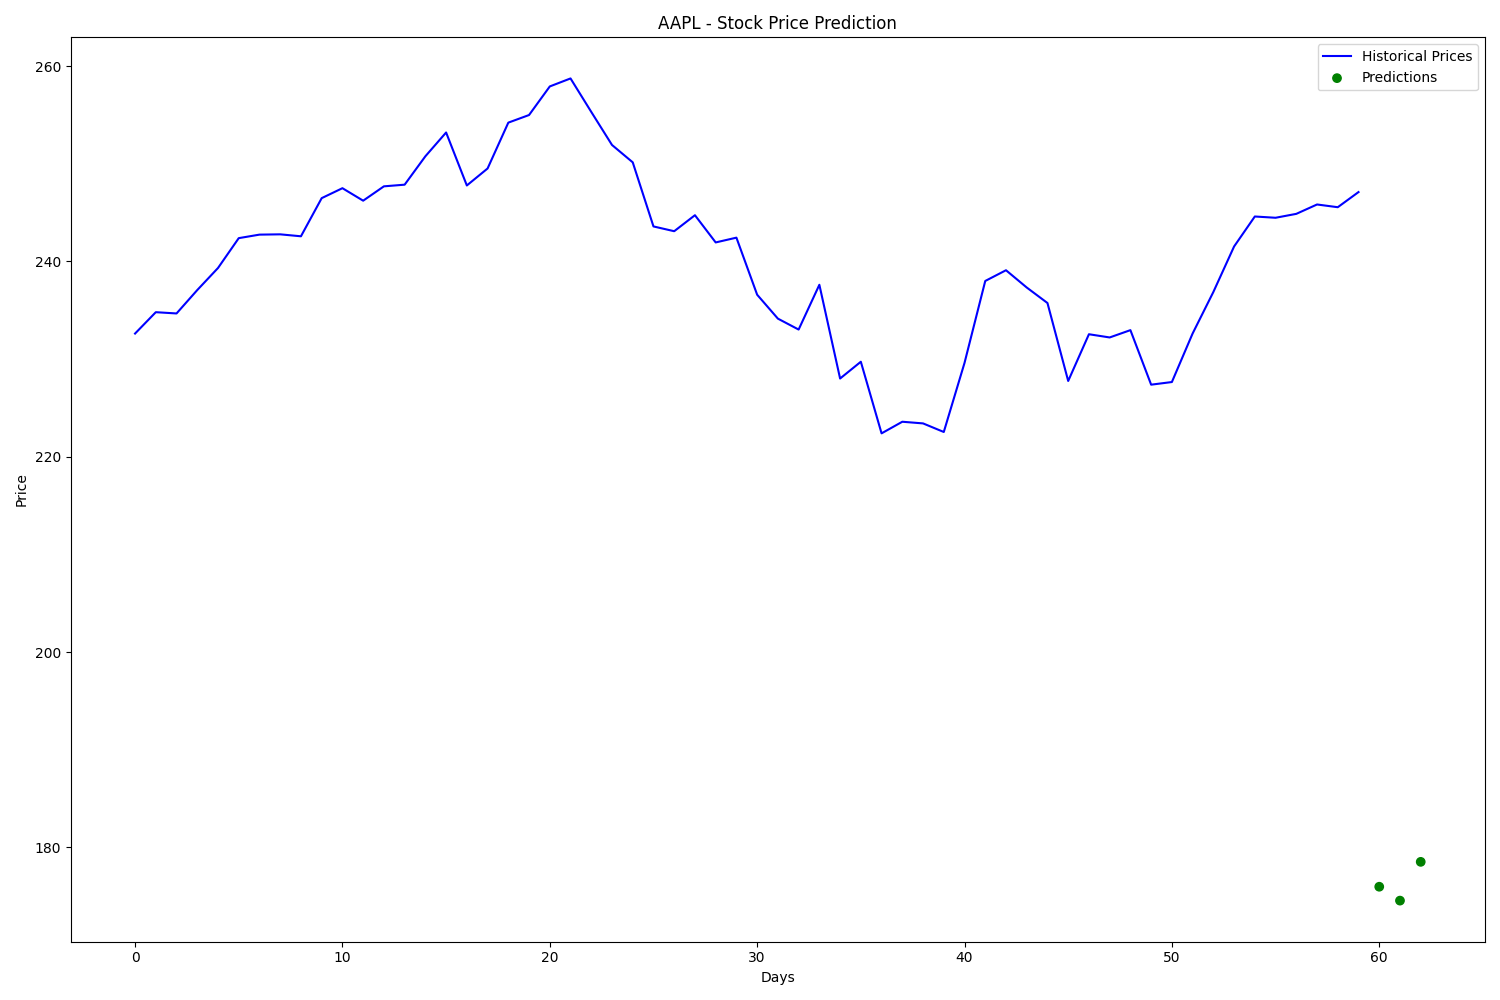 AAPL - Stock Price Prediction
Historical Prices
Predictions
260
240
220
200
180
Price
0 10 20 30 40 50 60
Days